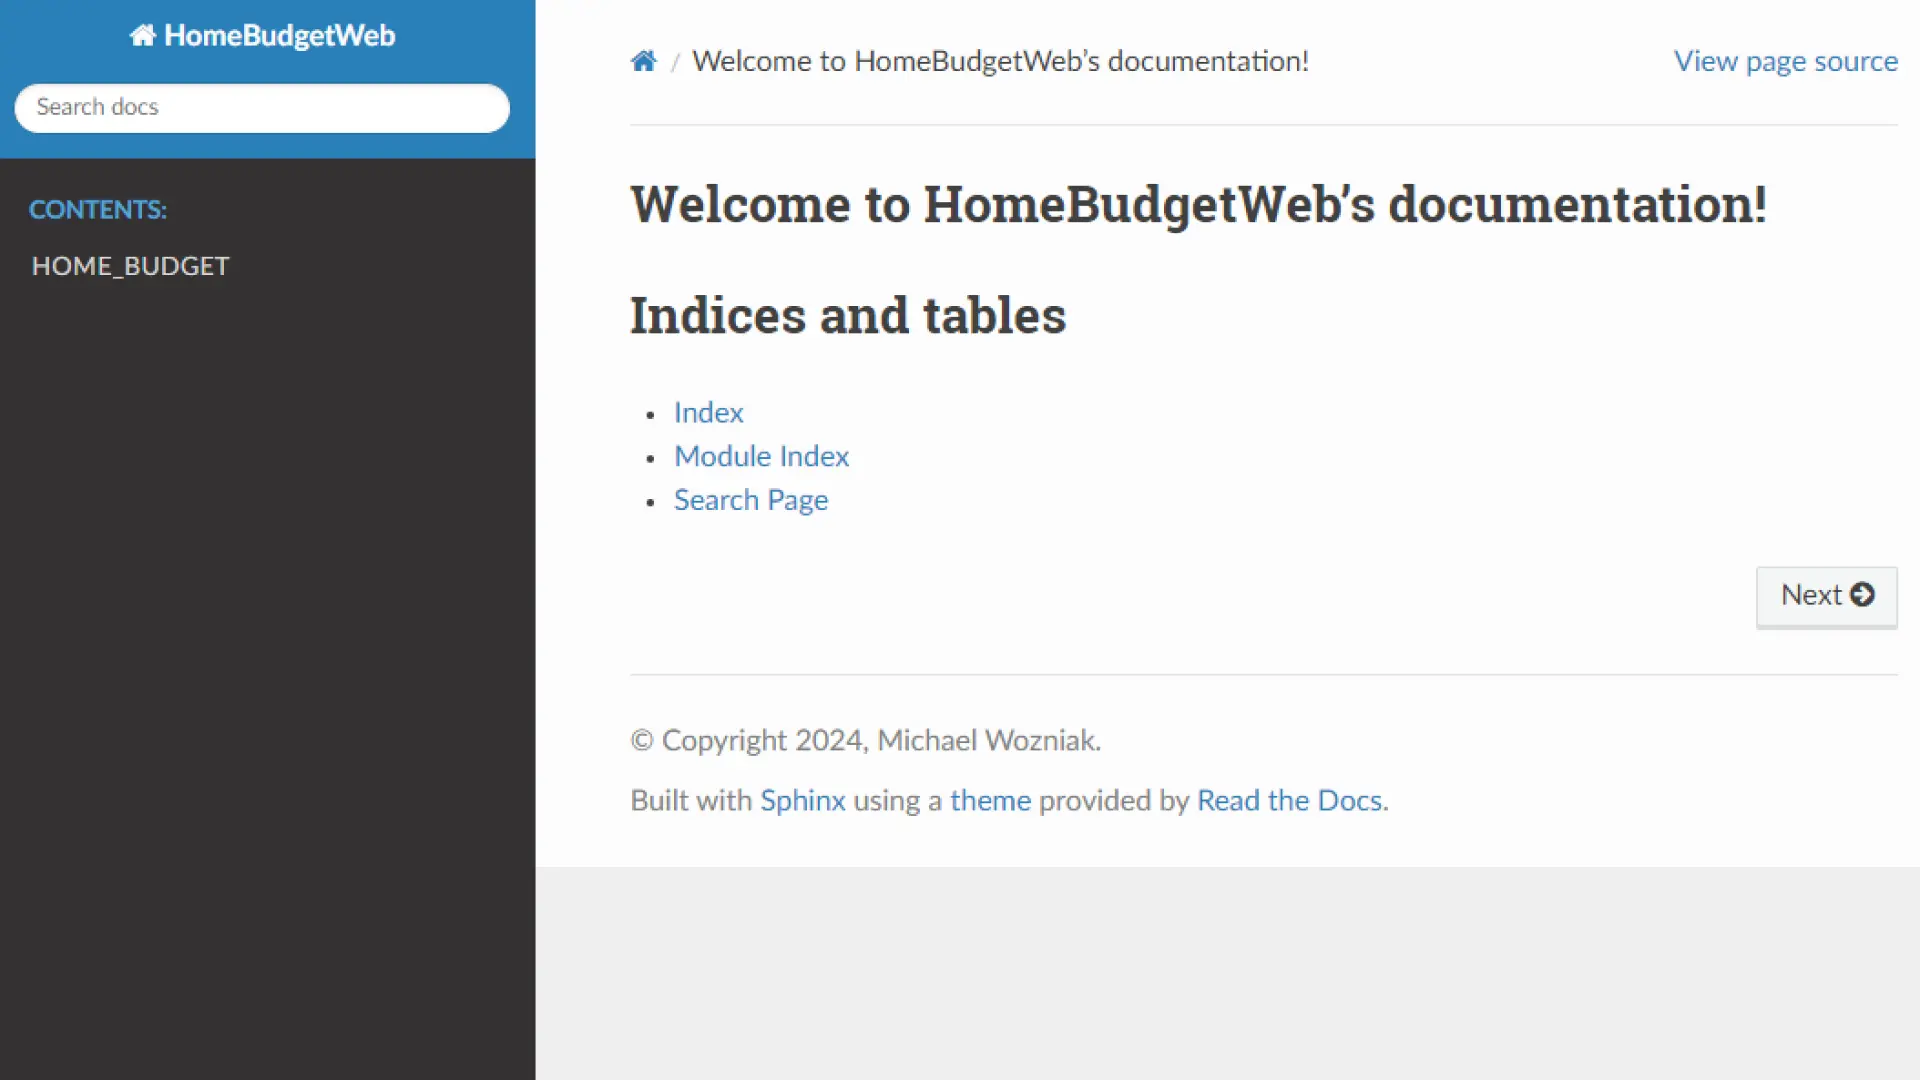 HomeBudgetWeb
Search docs
CONTENTS:
HOME_BUDGET
/ Welcome to HomeBudgetWeb’s documentation!
View page source
Welcome to HomeBudgetWeb’s documentation!
Indices and tables
• Index
• Module Index
• Search Page
Next
© Copyright 2024, Michael Wozniak.
Built with Sphinx using a theme provided by Read the Docs.